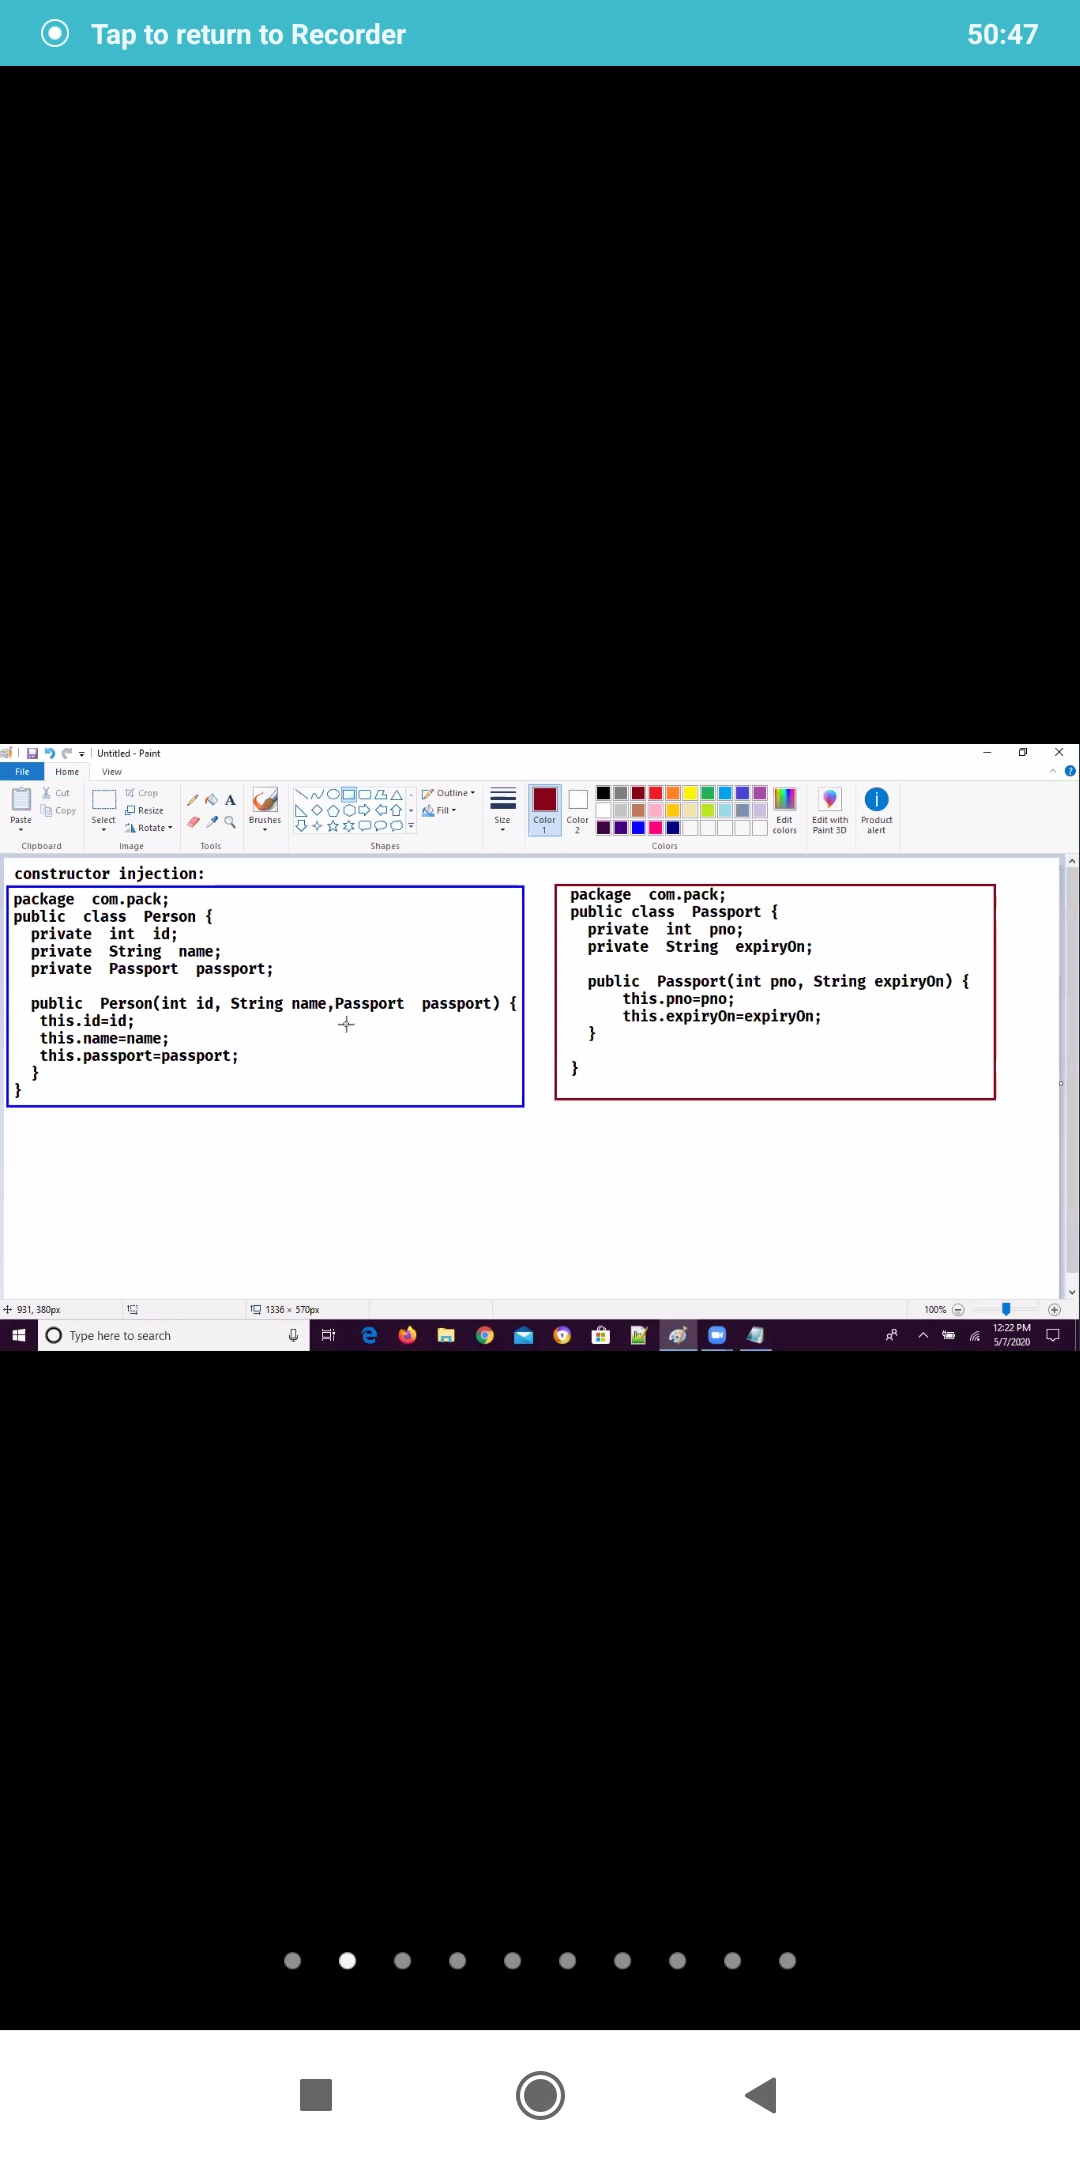 Tap to return to Recorder 50:47
Untitled - Paint
File Home View
Paste
Cut
Copy
Clipboard
Select
Crop
Resize
Rotate
Image
A
Tools
Brushes
Shapes
Outline
Fill
Size
Color 1
Color 2
Colors
Edit colors
Edit with Paint 3D
Product alert
constructor injection:
package com.pack;
public class Person {
private int id;
private String name;
private Passport passport;
public Person(int id, String name,Passport passport) {
this.id=id;
this.name=name;
this.passport=passport;
}
}
package com.pack;
public class Passport {
private int pno;
private String expiryOn;
public Passport(int pno, String expiryOn) {
this.pno=pno;
this.expiryOn=expiryOn;
}
}
931, 380px 1336 × 570px 100%
Type here to search
12:22 PM
5/7/2020